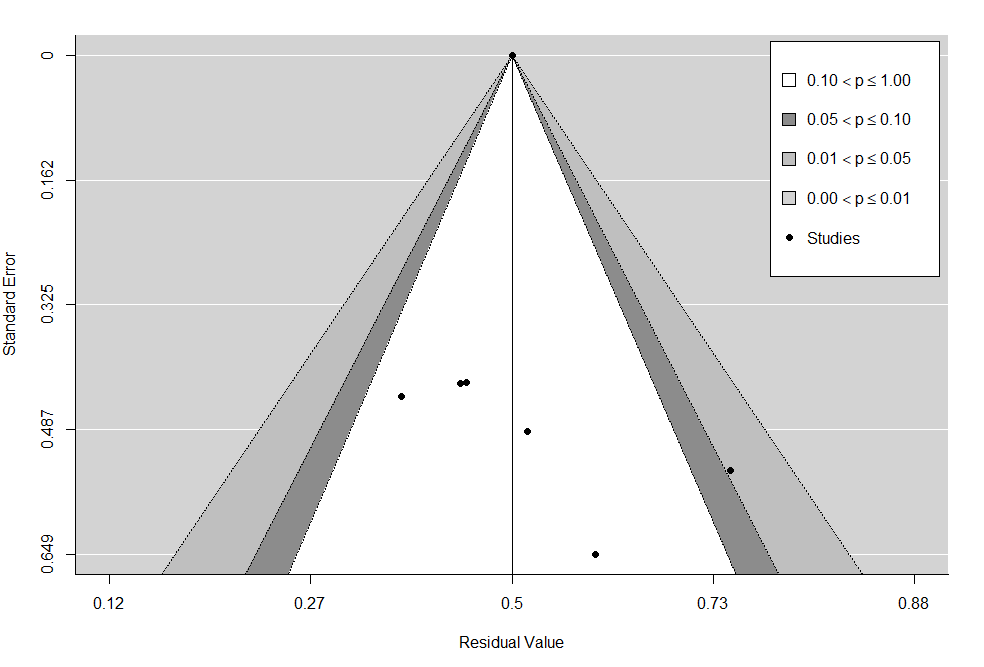 0.10 < p ≤ 1.00
0.05 < p ≤ 0.10
0.01 < p ≤ 0.05
0.00 < p ≤ 0.01
Studies
Standard Error
0
0.162
0.325
0.487
0.649
0.12 0.27 0.5 0.73 0.88
Residual Value